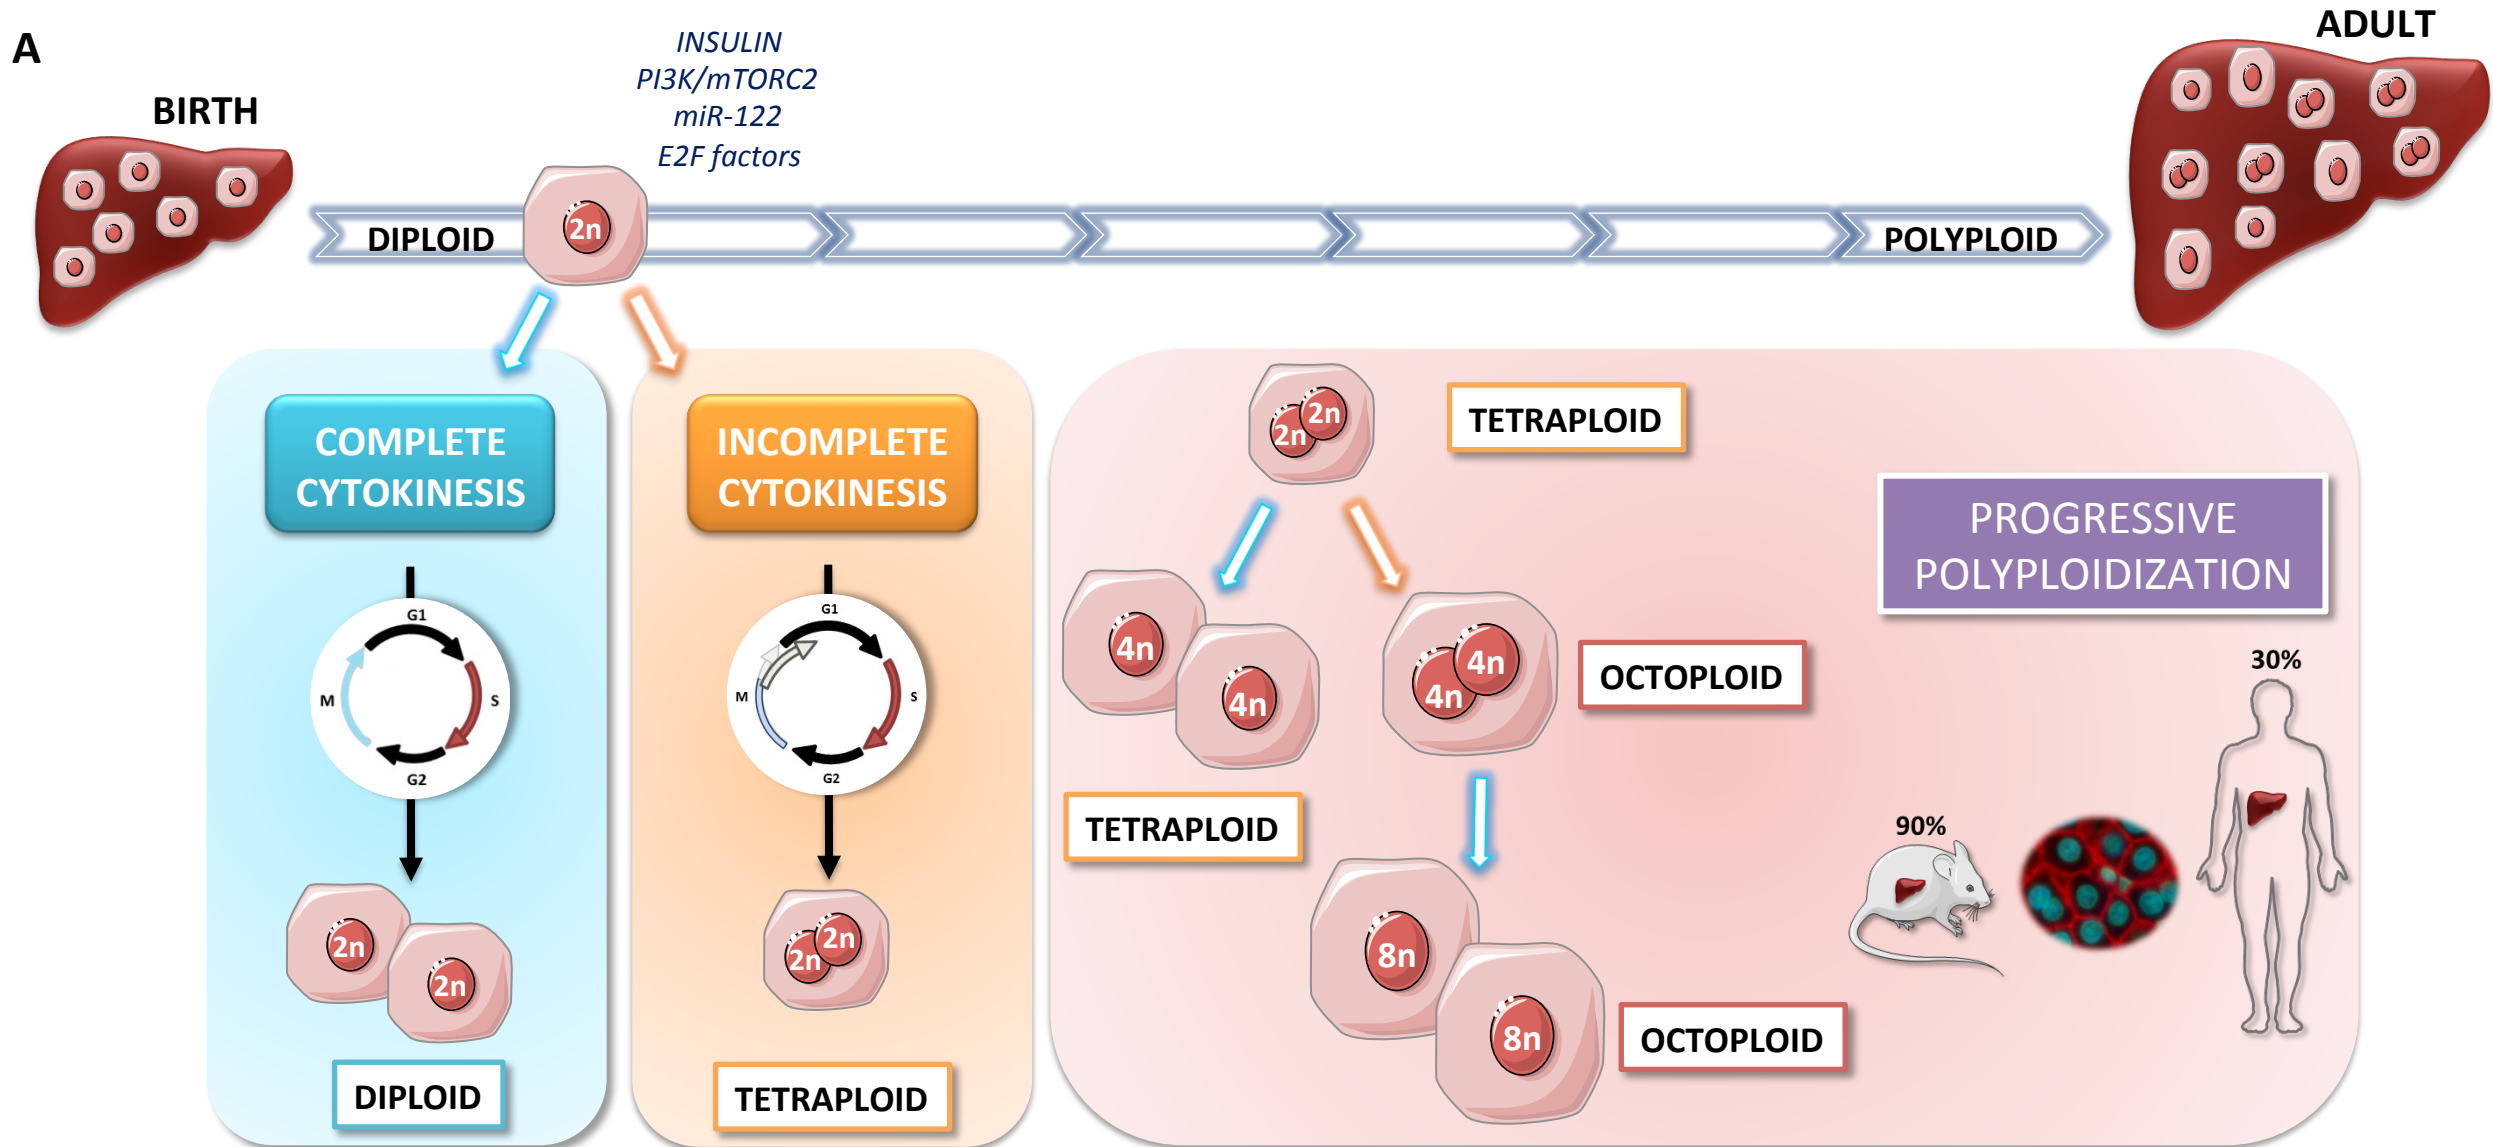 A
BIRTH
INSULIN
PI3K/mTORC2
miR-122
E2F factors
ADULT
DIPLOID
2n
POLYPLOID
COMPLETE
CYTOKINESIS
G1
S
G2
M
2n
2n
DIPLOID
INCOMPLETE
CYTOKINESIS
G1
S
G2
M
2n
2n
TETRAPLOID
2n
2n
TETRAPLOID
4n
4n
TETRAPLOID
4n
4n
OCTOPLOID
8n
8n
OCTOPLOID
PROGRESSIVE
POLYPLOIDIZATION
90%
30%